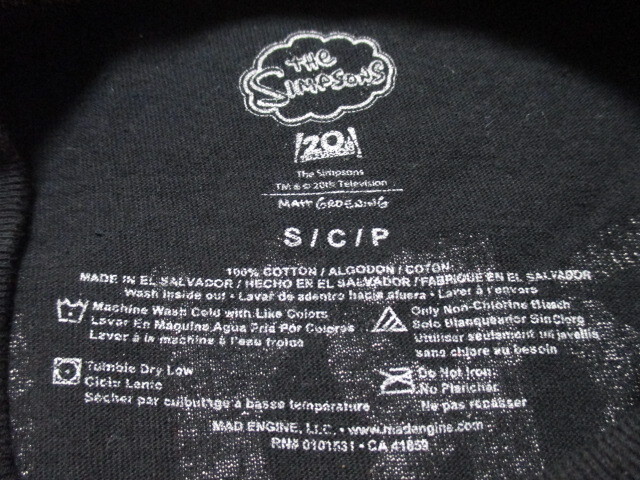 THE
SIMPSONS
20th
The Simpsons
TM & © 20th Television
MATT GROENING
S / C / P
100% COTTON / ALGODON / COTON
MADE IN EL SALVADOR / HECHO EN EL SALVADOR / FABRIQUE EN EL SALVADOR
Wash inside out • Lavar de adentro hacia afuera • Laver à l'envers
Machine Wash Cold with Like Colors
Lavar En Maquina Agua Fria Por Colores
Laver à la machine à l'eau froide
Only Non-Chlorine Bleach
Solo Blanqueador Sin Cloro
Utiliser seulement un javellis
sans chlore au besoin
Tumble Dry Low
Ciclo Lento
Sécher par culbutage à basse température
Do Not Iron
No Planchar
Ne pas repasser
MAD ENGINE, LLC. • www.madengine.com
RN# 0101531 • CA 41859